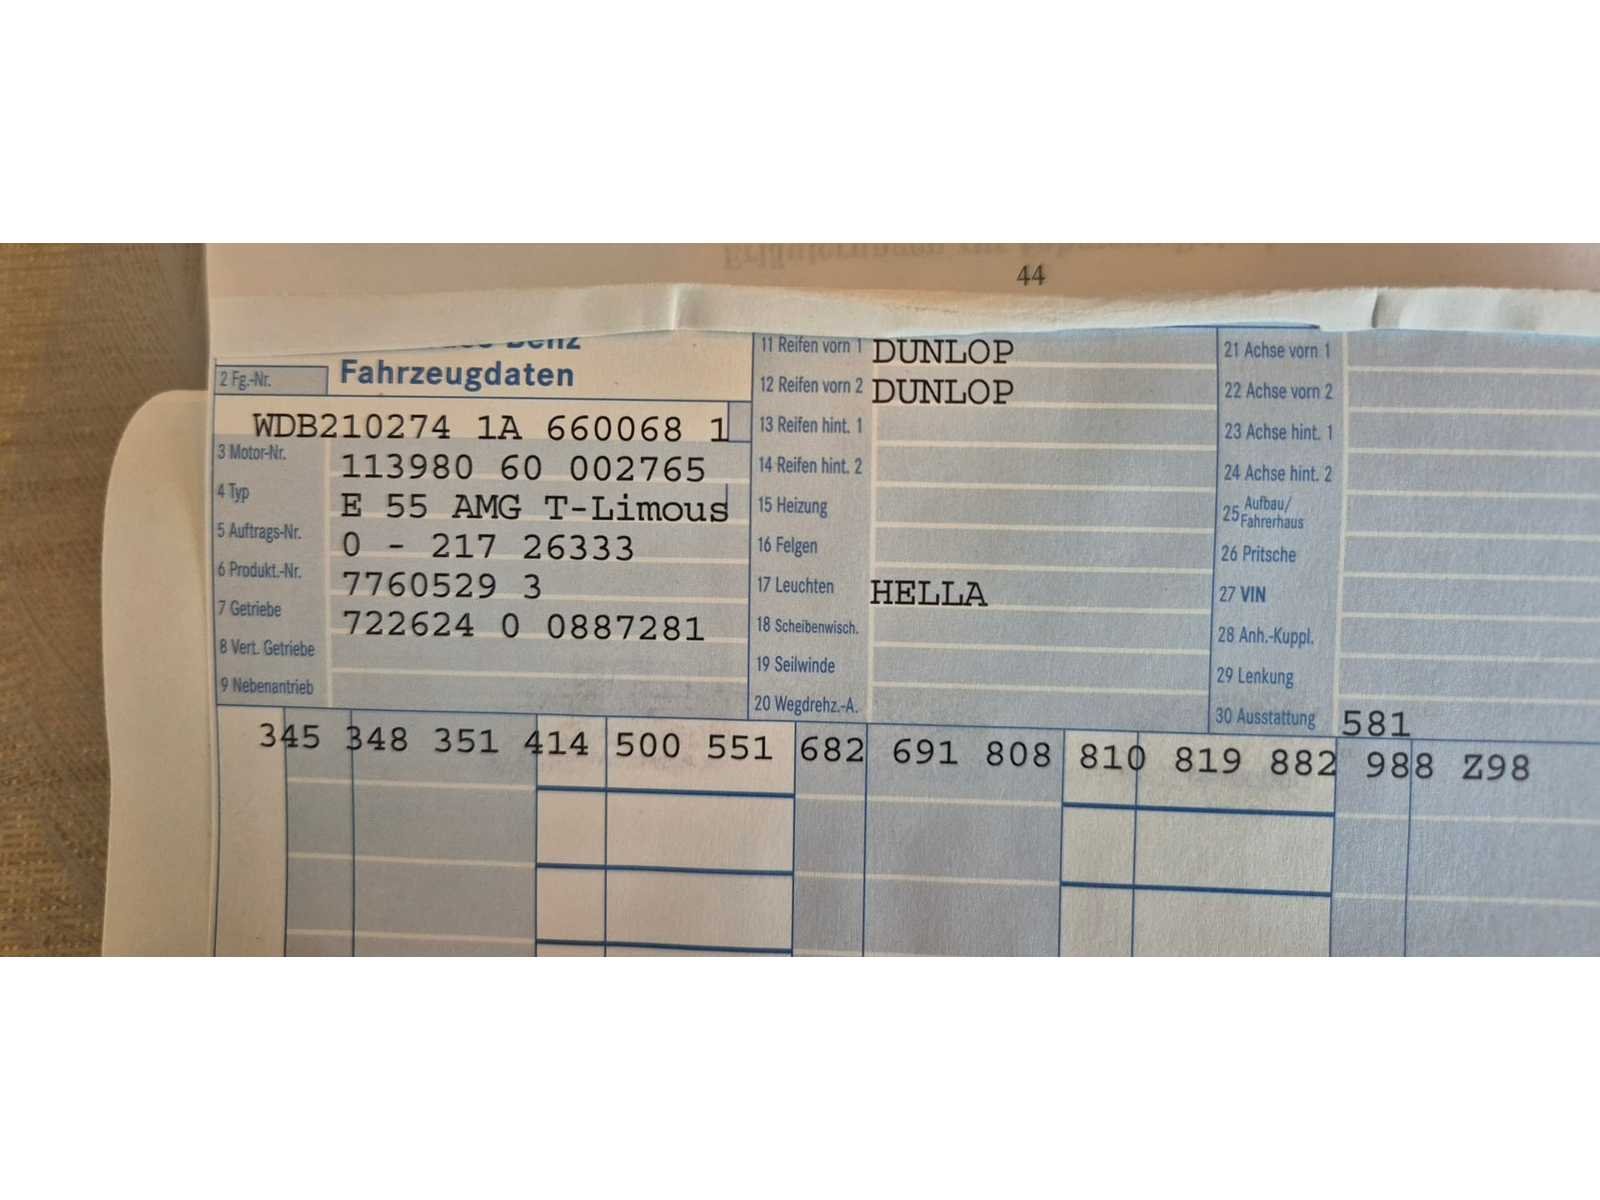 44
Fahrzeugdaten
2 Fg.-Nr.
WDB210274 1A 660068 1
3 Motor-Nr. 113980 60 002765
4 Typ E 55 AMG T-Limous
5 Auftrags-Nr. 0 - 217 26333
6 Produkt.-Nr. 7760529 3
7 Getriebe 722624 0 0887281
8 Vert. Getriebe
9 Nebenantrieb
11 Reifen vorn 1 DUNLOP
12 Reifen vorn 2 DUNLOP
13 Reifen hint. 1
14 Reifen hint. 2
15 Heizung
16 Felgen
17 Leuchten HELLA
18 Scheibenwisch.
19 Seilwinde
20 Wegdrehz.-A.
21 Achse vorn 1
22 Achse vorn 2
23 Achse hint. 1
24 Achse hint. 2
25 Aufbau/
Fahrerhaus
26 Pritsche
27 VIN
28 Anh.-Kuppl.
29 Lenkung
30 Ausstattung 581
345 348 351 414 500 551 682 691 808 810 819 882 988 Z98